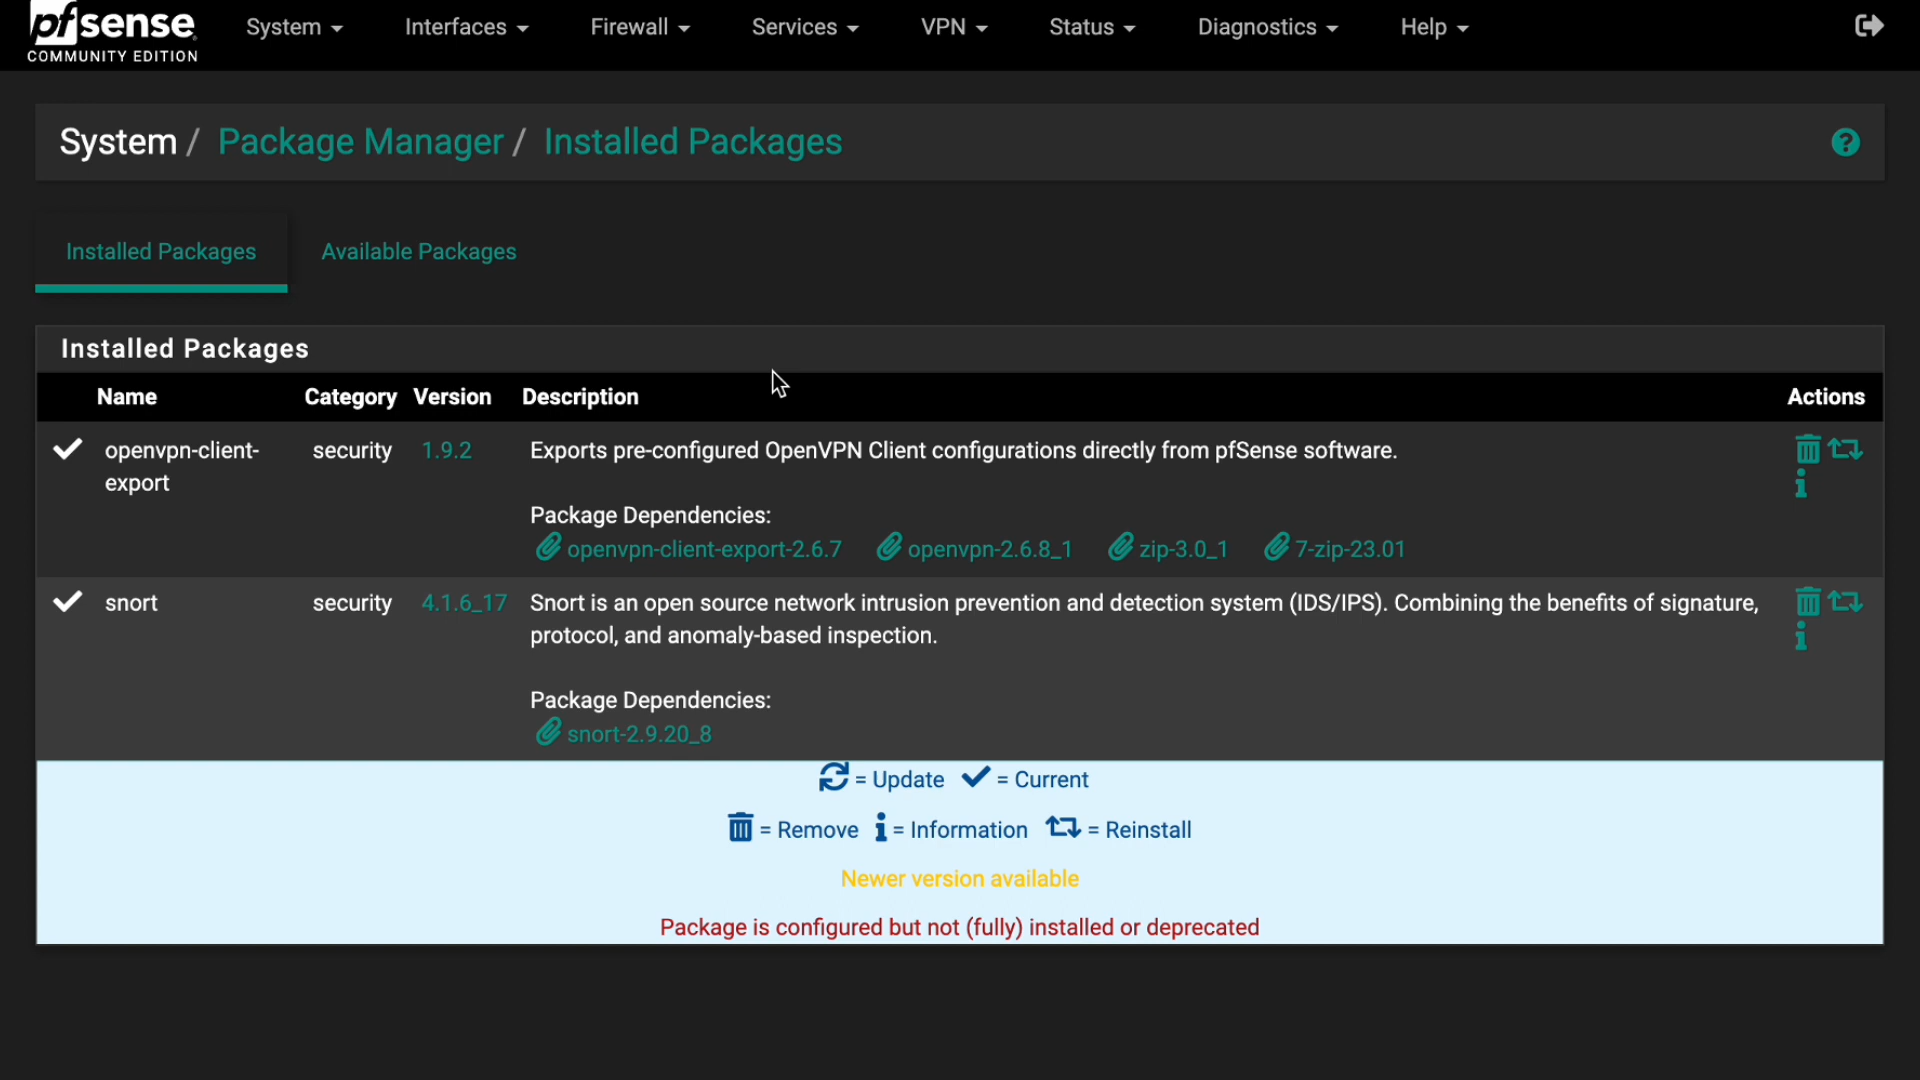 pfsense
COMMUNITY EDITION
System Interfaces Firewall Services VPN Status Diagnostics Help
System / Package Manager / Installed Packages
Installed Packages Available Packages
Installed Packages
Name Category Version Description Actions
openvpn-client- security 1.9.2 Exports pre-configured OpenVPN Client configurations directly from pfSense software.
export
Package Dependencies:
openvpn-client-export-2.6.7 openvpn-2.6.8_1 zip-3.0_1 7-zip-23.01
snort security 4.1.6_17 Snort is an open source network intrusion prevention and detection system (IDS/IPS). Combining the benefits of signature,
protocol, and anomaly-based inspection.
Package Dependencies:
snort-2.9.20_8
= Update = Current
= Remove = Information = Reinstall
Newer version available
Package is configured but not (fully) installed or deprecated